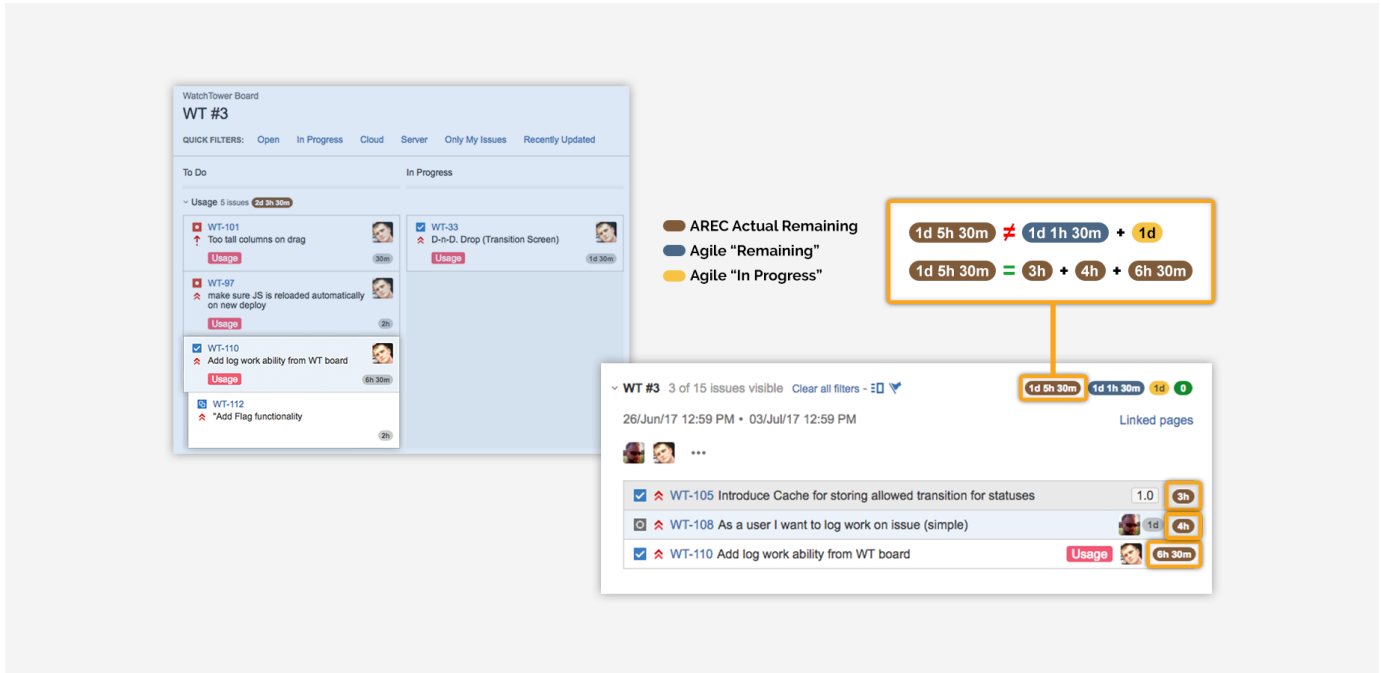 WatchTower Board
WT #3
QUICK FILTERS: Open In Progress Cloud Server Only My Issues Recently Updated
To Do In Progress
Usage 5 issues 2d 3h 30m
WT-101
Too tall columns on drag
Usage 30m
WT-97
make sure JS is reloaded automatically
on new deploy
Usage 2h
WT-110
Add log work ability from WT board
Usage 6h 30m
WT-112
"Add Flag functionality
2h
WT-33
D-n-D. Drop (Transition Screen)
Usage 1d 30m
AREC Actual Remaining
Agile “Remaining”
Agile “In Progress”
1d 5h 30m ≠ 1d 1h 30m + 1d
1d 5h 30m = 3h + 4h + 6h 30m
WT #3 3 of 15 issues visible Clear all filters - 1d 5h 30m 1d 1h 30m 1d 0
26/Jun/17 12:59 PM • 03/Jul/17 12:59 PM Linked pages
•••
WT-105 Introduce Cache for storing allowed transition for statuses 1.0 3h
WT-108 As a user I want to log work on issue (simple) 1d 4h
WT-110 Add log work ability from WT board Usage 6h 30m